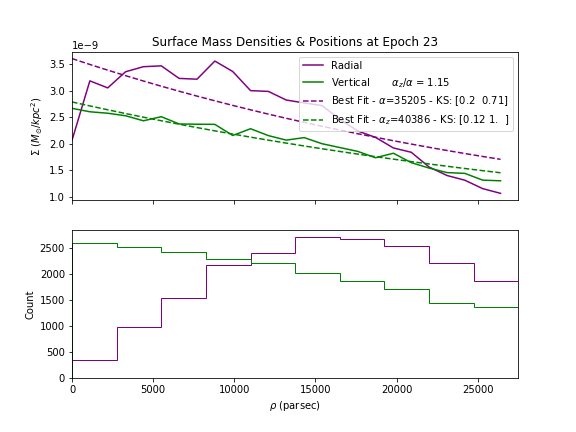 Surface Mass Densities & Positions at Epoch 23
1e−9
3.5
3.0
2.5
2.0
1.5
1.0
Σ (M⊙/kpc²)
Radial
Vertical αz/α = 1.15
Best Fit - α=35205 - KS: [0.2 0.71]
Best Fit - αz=40386 - KS: [0.12 1. ]
2500
2000
1500
1000
500
0
Count
0 5000 10000 15000 20000 25000
ρ (parsec)